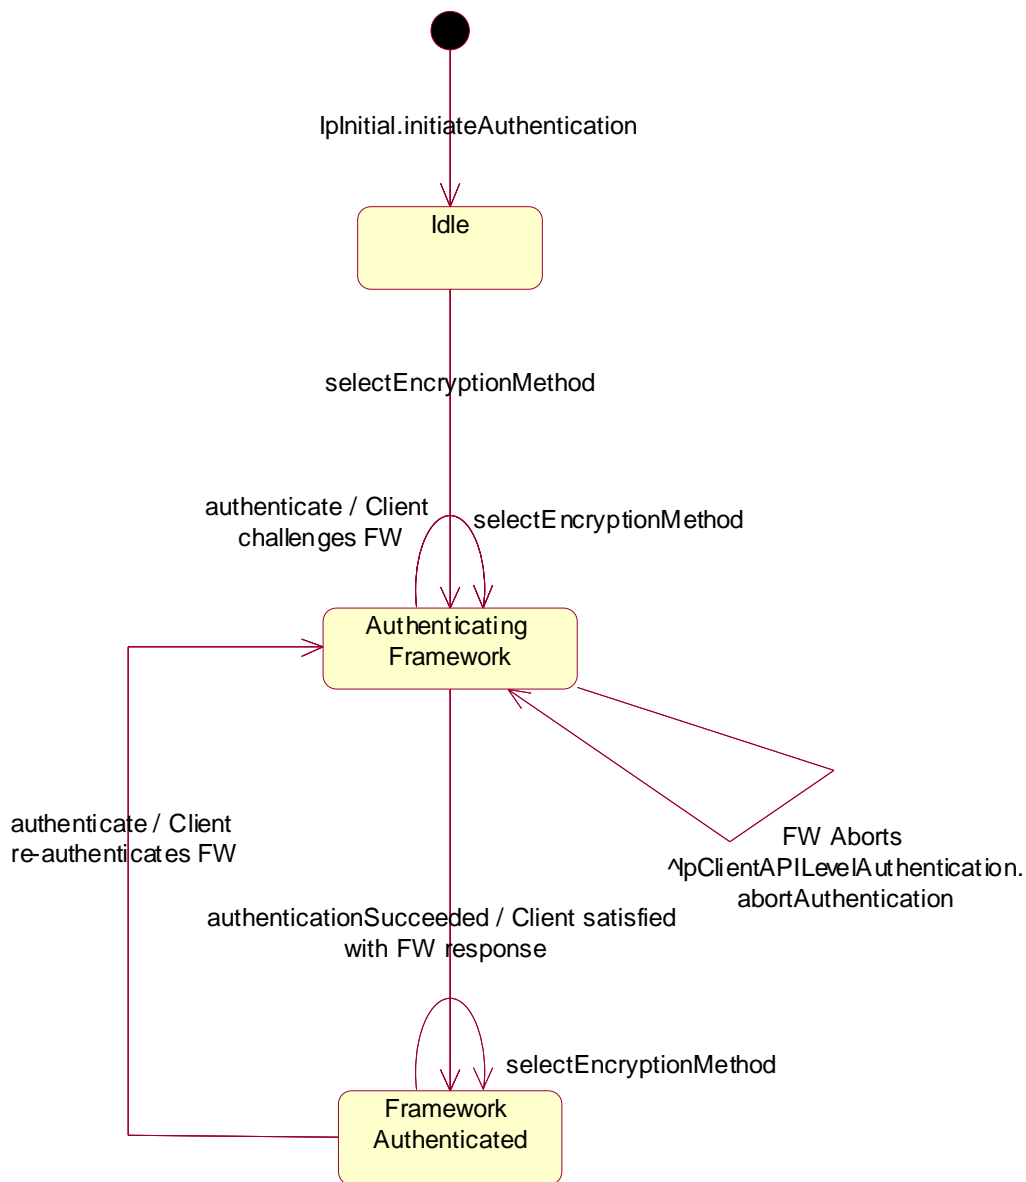 IpInitial.initiateAuthentication
Idle
selectEncryptionMethod
authenticate / Client
challenges FW
selectEncryptionMethod
Authenticating
Framework
authenticate / Client
re-authenticates FW
FW Aborts
^IpClientAPILevelAuthentication.
abortAuthentication
authenticationSucceeded / Client satisfied
with FW response
selectEncryptionMethod
Framework
Authenticated